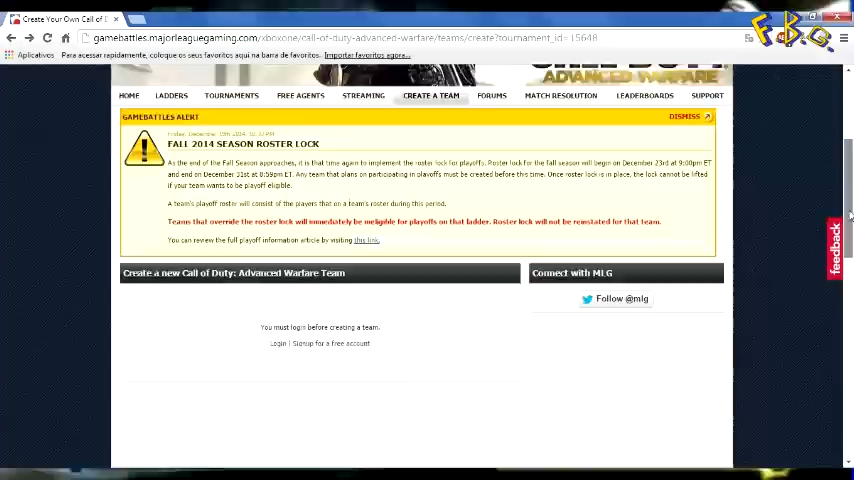 Create Your Own Call of D
F.B.G.
gamebattles.majorleaguegaming.com/xboxone/call-of-duty-advanced-warfare/teams/create?tournament_id=15648
Aplicativos Para acessar rapidamente, coloque os seus favoritos aqui na barra de favoritos. Importar favoritos agora...
ADVANCED WARFARE
HOME LADDERS TOURNAMENTS FREE AGENTS STREAMING CREATE A TEAM FORUMS MATCH RESOLUTION LEADERBOARDS SUPPORT
GAMEBATTLES ALERT DISMISS
Friday, December 19th 2014,
FALL 2014 SEASON ROSTER LOCK
As the end of the Fall Season approaches, it is that time again to implement the roster lock for playoffs. Roster lock for the fall season will begin on December 23rd at 9:00pm ET
and end on December 31st at 8:59pm ET. Any team that plans on participating in playoffs must be created before this time. Once roster lock is in place, the lock cannot be lifted
if your team wants to be playoff eligible.
A team's playoff roster will consist of the players that on a team's roster during this period.
Teams that override the roster lock will immediately be ineligible for playoffs on that ladder. Roster lock will not be reinstated for that team.
You can review the full playoff information article by visiting this link.
Create a new Call of Duty: Advanced Warfare Team
Connect with MLG
Follow @mlg
You must login before creating a team.
Login | Signup for a free account
feedback